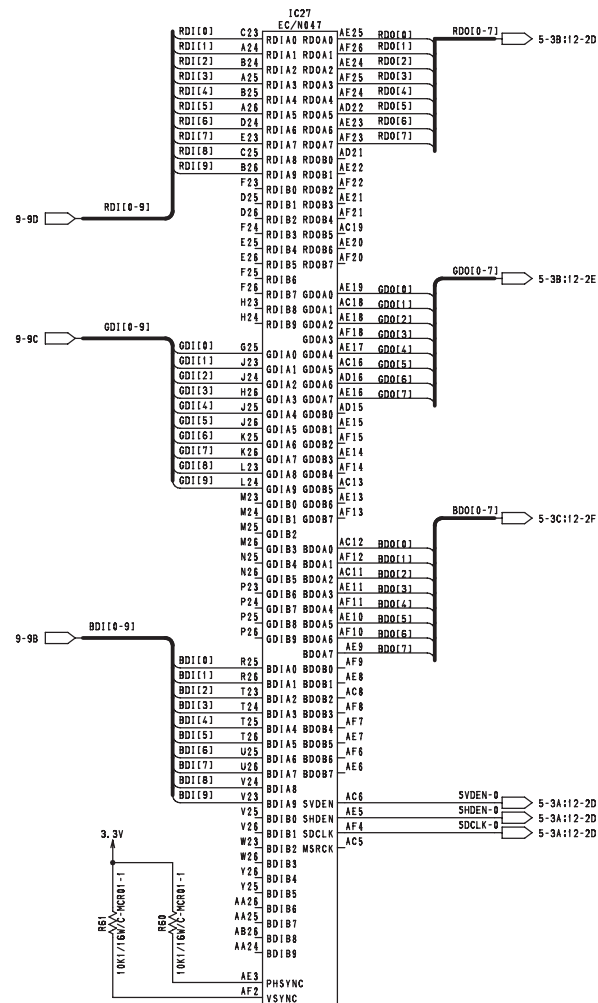 IC27
EC/N047
RDI[0] C23 RDIA0 RDOA0 AE25 RDO[0] RDO[0-7] 5-3B:12-2D
RDI[1] A24 RDIA1 RDOA1 AF26 RDO[1]
RDI[2] B24 RDIA2 RDOA2 AE24 RDO[2]
RDI[3] A25 RDIA3 RDOA3 AF25 RDO[3]
RDI[4] B25 RDIA4 RDOA4 AF24 RDO[4]
RDI[5] A26 RDIA5 RDOA5 AD22 RDO[5]
RDI[6] D24 RDIA6 RDOA6 AE23 RDO[6]
RDI[7] E23 RDIA7 RDOA7 AF23 RDO[7]
RDI[8] C25 RDIA8 RDOB0 AD21
RDI[9] B26 RDIA9 RDOB1 AE22
F23 RDIB0 RDOB2 AF22
D25 RDIB1 RDOB3 AE21
9-9D RDI[0-9] D26 RDIB2 RDOB4 AF21
F24 RDIB3 RDOB5 AC19
E25 RDIB4 RDOB6 AE20
E26 RDIB5 RDOB7 AF20
F25 RDIB6
F26 RDIB7 GDOA0 AE19 GDO[0] GDO[0-7] 5-3B:12-2E
H23 RDIB8 GDOA1 AC18 GDO[1]
H24 RDIB9 GDOA2 AE18 GDO[2]
9-9C GDI[0-9] GDOA3 AF18 GDO[3]
GDI[0] G25 GDIA0 GDOA4 AE17 GDO[4]
GDI[1] J23 GDIA1 GDOA5 AC16 GDO[5]
GDI[2] J24 GDIA2 GDOA6 AD16 GDO[6]
GDI[3] H26 GDIA3 GDOA7 AE16 GDO[7]
GDI[4] J25 GDIA4 GDOB0 AD15
GDI[5] J26 GDIA5 GDOB1 AE15
GDI[6] K25 GDIA6 GDOB2 AF15
GDI[7] K26 GDIA7 GDOB3 AE14
GDI[8] L23 GDIA8 GDOB4 AF14
GDI[9] L24 GDIA9 GDOB5 AC13
M23 GDIB0 GDOB6 AE13
M24 GDIB1 GDOB7 AF13
M25 GDIB2
M26 GDIB3 BDOA0 AC12 BDO[0] BDO[0-7] 5-3C:12-2F
N25 GDIB4 BDOA1 AF12 BDO[1]
N26 GDIB5 BDOA2 AC11 BDO[2]
P23 GDIB6 BDOA3 AE11 BDO[3]
P24 GDIB7 BDOA4 AF11 BDO[4]
P25 GDIB8 BDOA5 AE10 BDO[5]
P26 GDIB9 BDOA6 AF10 BDO[6]
9-9B BDI[0-9] BDOA7 AE9 BDO[7]
BDI[0] R25 BDIA0 BDOB0 AF9
BDI[1] R26 BDIA1 BDOB1 AE8
BDI[2] T23 BDIA2 BDOB2 AC8
BDI[3] T24 BDIA3 BDOB3 AF8
BDI[4] T25 BDIA4 BDOB4 AF7
BDI[5] T26 BDIA5 BDOB5 AE7
BDI[6] U25 BDIA6 BDOB6 AF6
BDI[7] U26 BDIA7 BDOB7 AE6
BDI[8] V24 BDIA8
BDI[9] V23 BDIA9 SVDEN AC6 SVDEN-0 5-3A:12-2D
V25 BDIB0 SHDEN AE5 SHDEN-0 5-3A:12-2D
V26 BDIB1 SDCLK AF4 SDCLK-0 5-3A:12-2D
W23 BDIB2 MSRCK AC5
3.3V
W26 BDIB3
Y26 BDIB4
Y25 BDIB5
AA26 BDIB6
AA25 BDIB7
AB26 BDIB8
AA24 BDIB9
R61 10K1/16W/C-MCR01-1
R60 10K1/16W/C-MCR01-1
AE3 PHSYNC
AF2 VSYNC